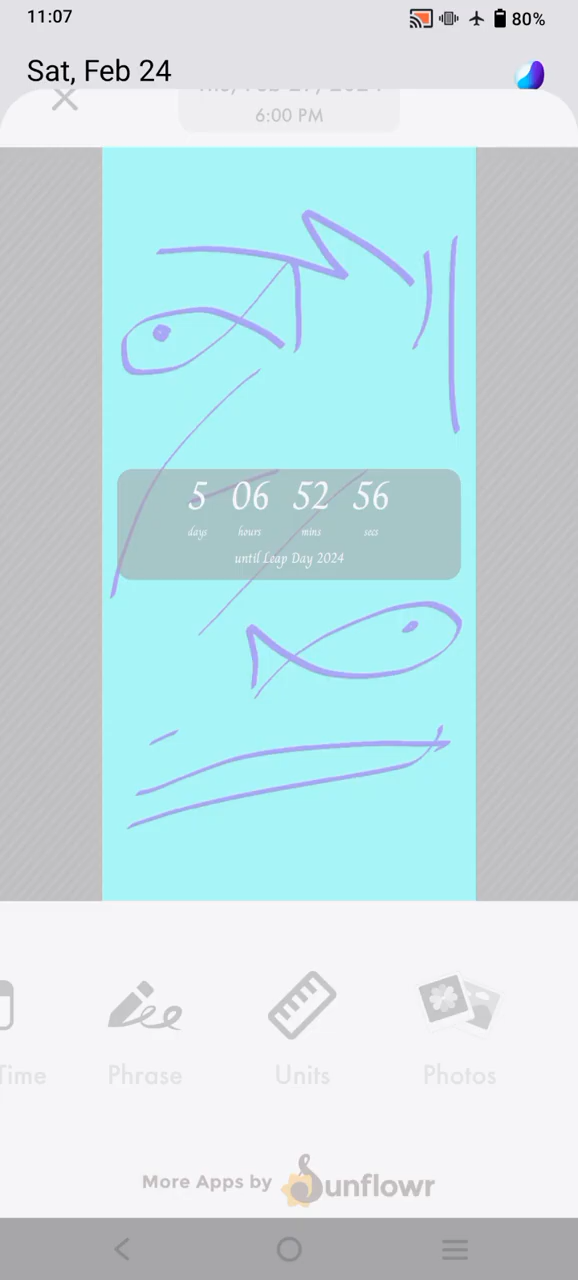 11:07
80%
Sat, Feb 24
6:00 PM
5 06 52 56
days hours mins secs
until Leap Day 2024
Time Phrase Units Photos
More Apps by Sunflowr